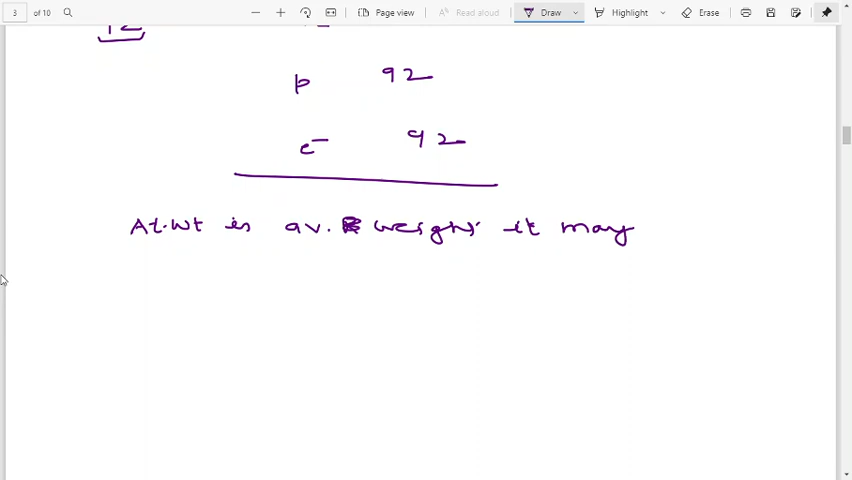 3 of 10 Page view Read aloud Draw Highlight Erase
p 92
e- 92
At.Wt is av. weight it may